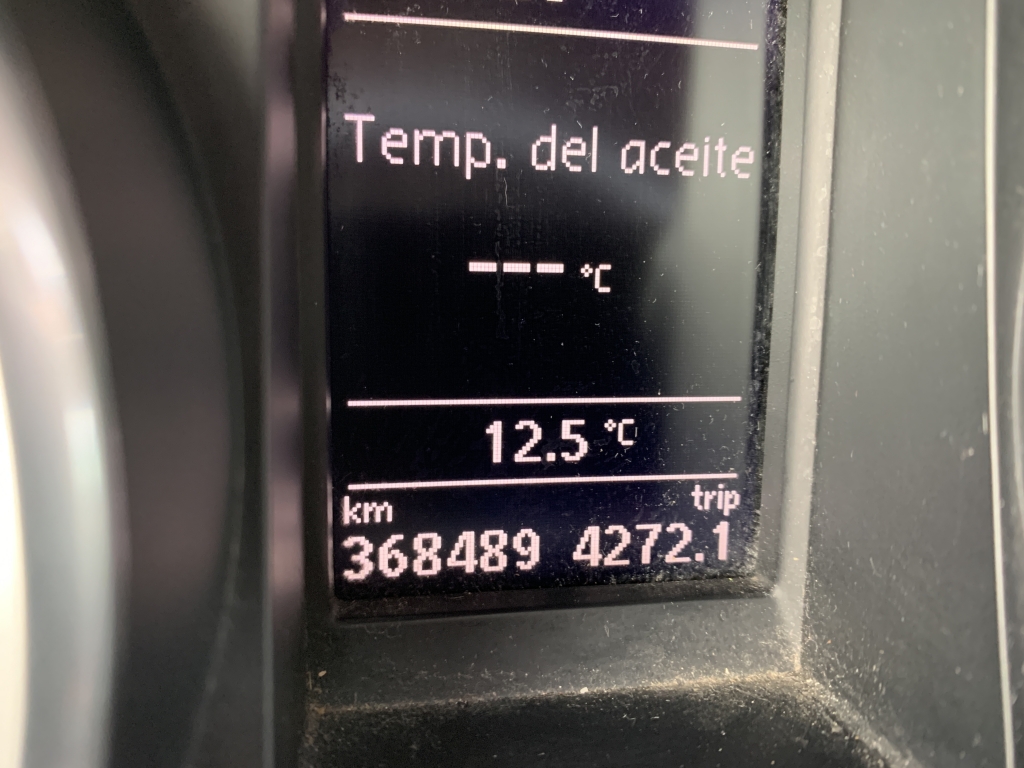 Temp. del aceite
--- °C
12.5 °C
km trip
368489 4272.1